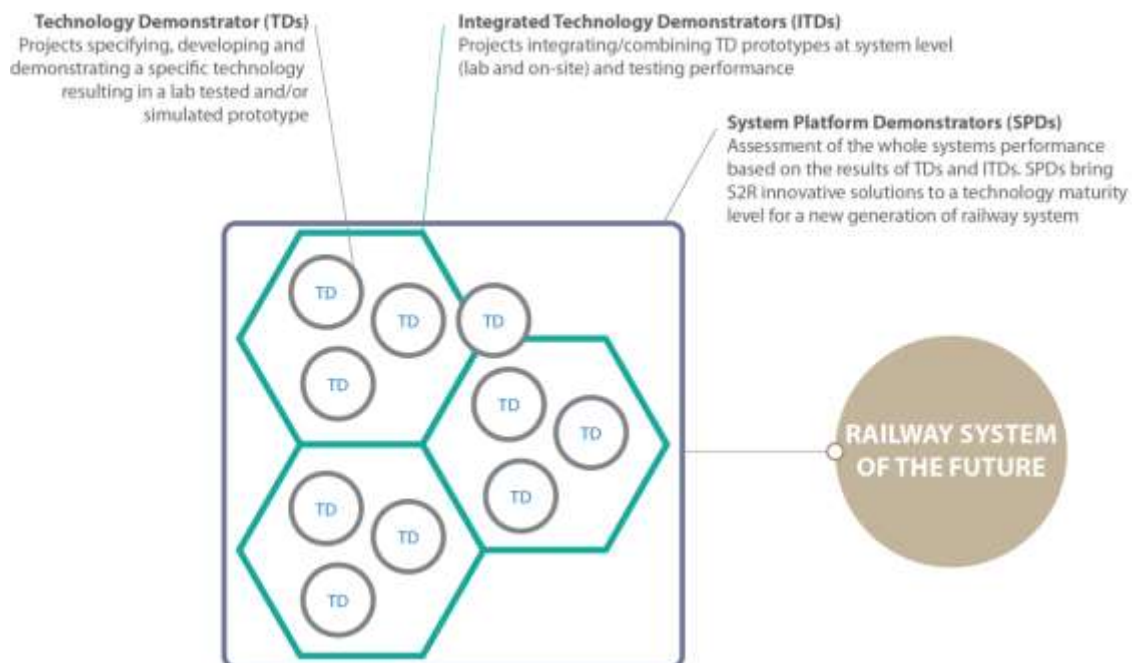 Technology Demonstrator (TDs)
Projects specifying, developing and
demonstrating a specific technology
resulting in a lab tested and/or
simulated prototype
Integrated Technology Demonstrators (ITDs)
Projects integrating/combining TD prototypes at system level
(lab and on-site) and testing performance
System Platform Demonstrators (SPDs)
Assessment of the whole systems performance
based on the results of TDs and ITDs. SPDs bring
S2R innovative solutions to a technology maturity
level for a new generation of railway system
TD
TD
TD
TD
TD
TD
TD
TD
TD
TD
RAILWAY SYSTEM
OF THE FUTURE